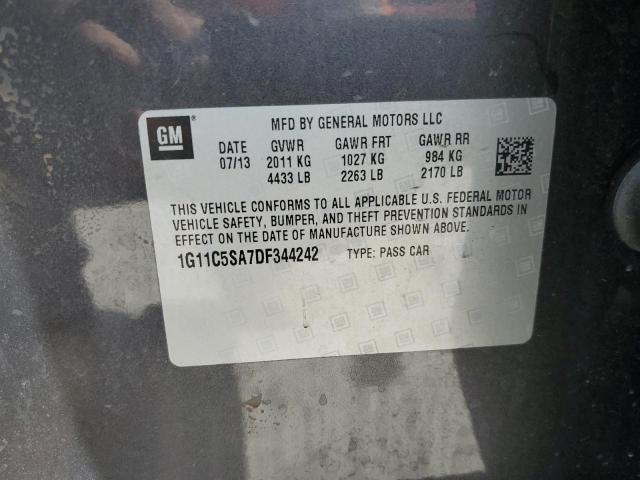 GM
MFD BY GENERAL MOTORS LLC
DATE GVWR GAWR FRT GAWR RR
07/13 2011 KG 1027 KG 984 KG
4433 LB 2263 LB 2170 LB
THIS VEHICLE CONFORMS TO ALL APPLICABLE U.S. FEDERAL MOTOR
VEHICLE SAFETY, BUMPER, AND THEFT PREVENTION STANDARDS IN
EFFECT ON THE DATE OF MANUFACTURE SHOWN ABOVE.
1G11C5SA7DF344242 TYPE: PASS CAR